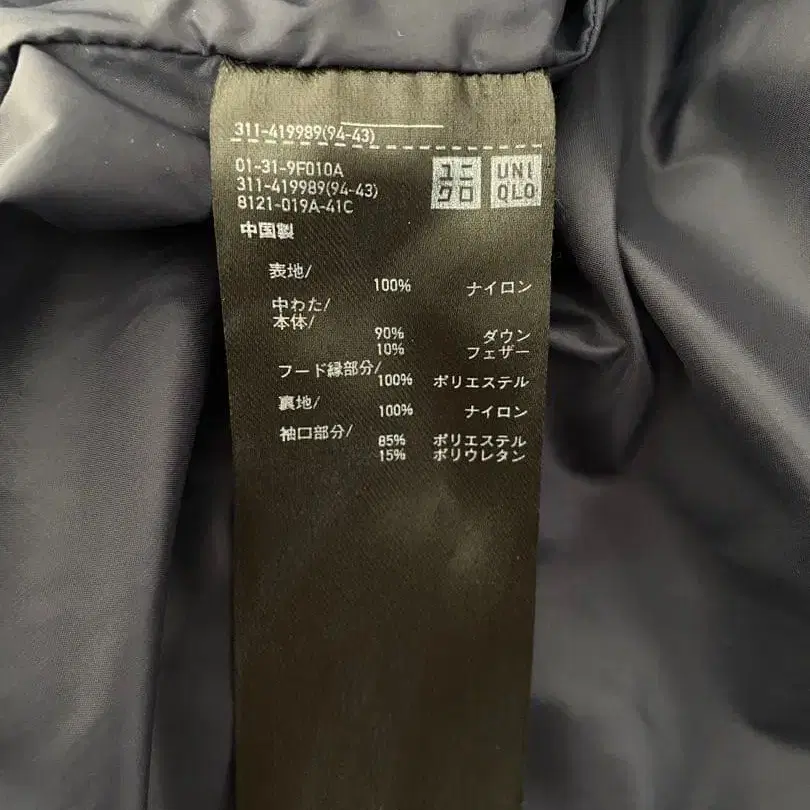 311-419989(94-43)
01-31-9F010A
311-419989(94-43)
8121-019A-41C
ユニ
クロ
UNI
QLO
中国製
表地/
100% ナイロン
中わた/
本体/
90% ダウン
10% フェザー
フード縁部分/
100% ポリエステル
裏地/
100% ナイロン
袖口部分/
85% ポリエステル
15% ポリウレタン